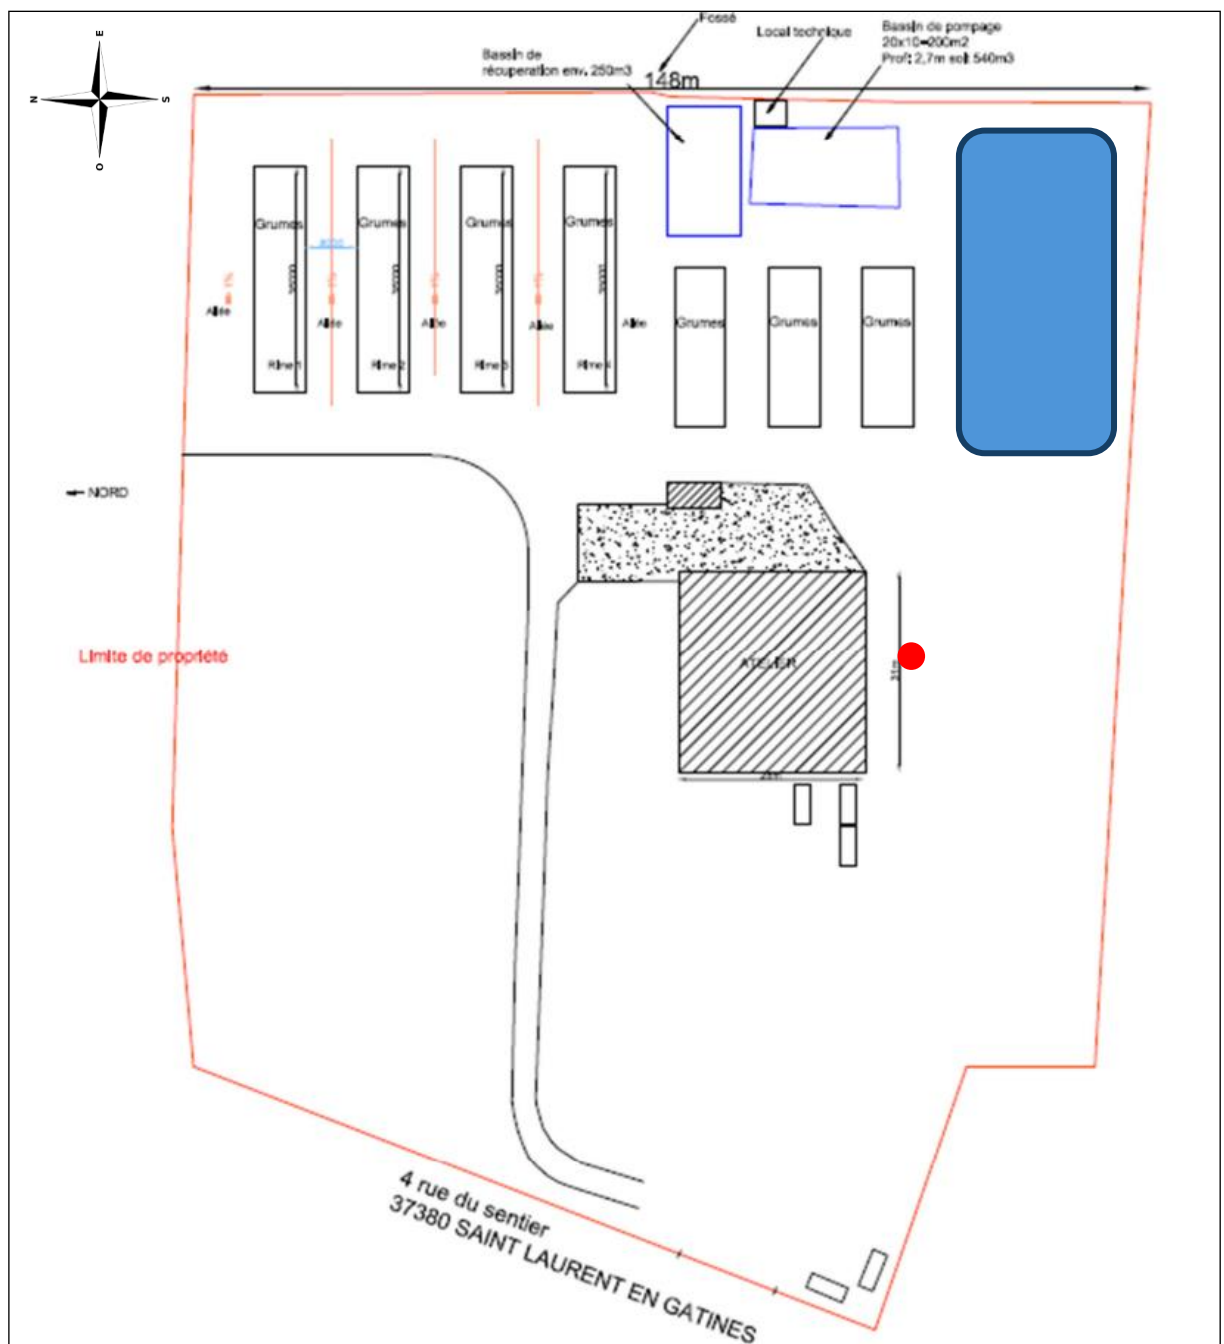 E
N
S
O
Fossé
Local technique
Bassin de pompage
20x10=200m2
Prof: 2,7m soit 540m3
Bassin de
récuperation env. 250m3
148m
Grumes
Grumes
Grumes
Grumes
Allée
Allée
Allée
Allée
Allée
Rime 1
Rime 2
Rime 3
Rime 4
Grumes
Grumes
Grumes
NORD
Limite de propriété
ATELIER
31m
4 rue du sentier
37380 SAINT LAURENT EN GATINES